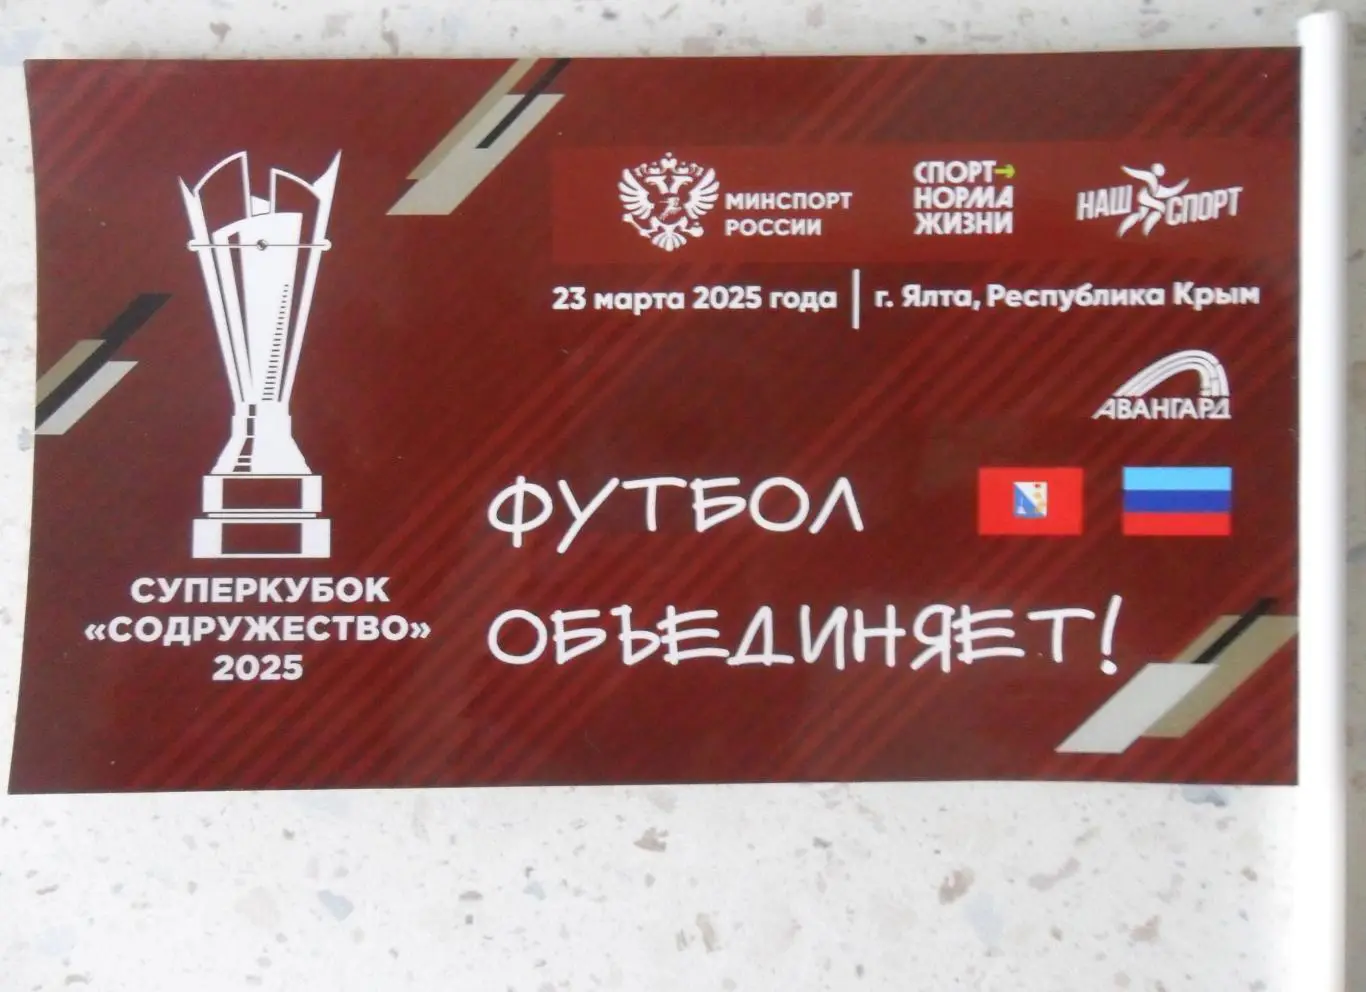 МИНСПОРТ
РОССИИ
СПОРТ→
НОРМА
ЖИЗНИ
НАШ СПОРТ
23 марта 2025 года | г. Ялта, Республика Крым
АВАНГАРД
ФУТБОЛ
ОБЪЕДИНЯЕТ!
СУПЕРКУБОК
«СОДРУЖЕСТВО»
2025